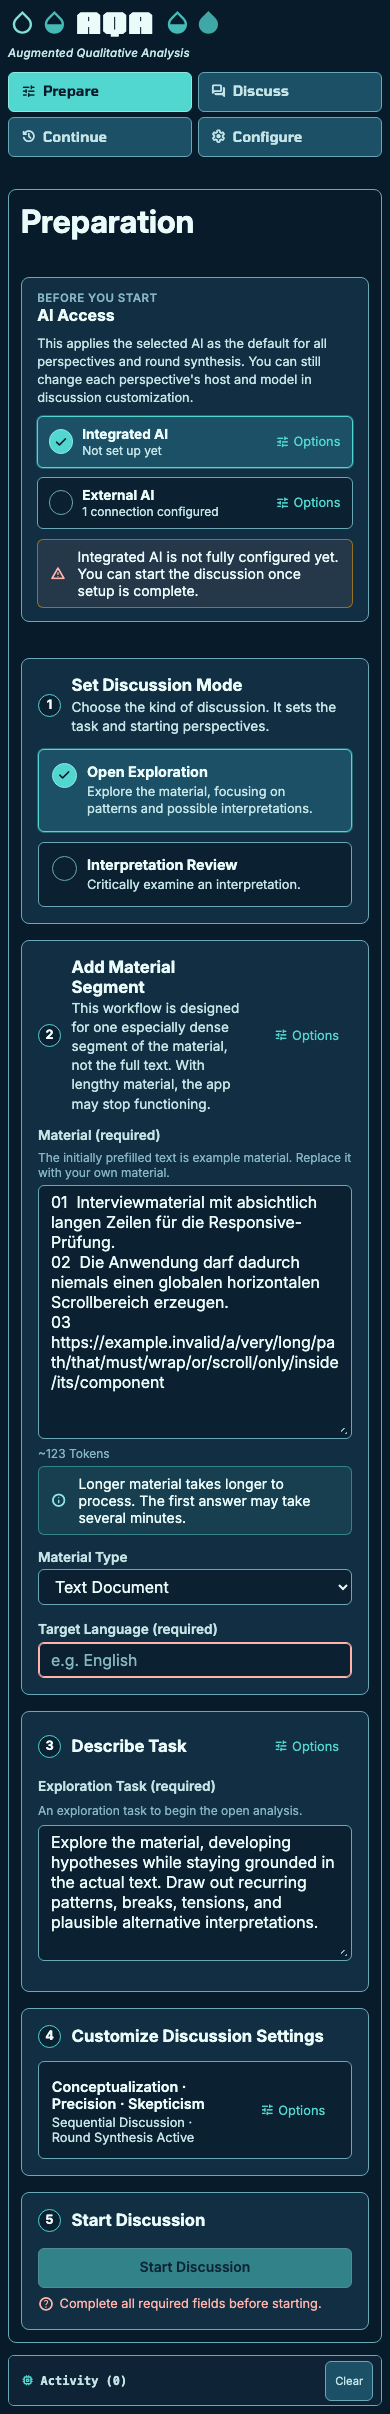 AQA
Augmented Qualitative Analysis
Prepare
Discuss
Continue
Configure
Preparation
BEFORE YOU START
AI Access
This applies the selected AI as the default for all
perspectives and round synthesis. You can still
change each perspective's host and model in
discussion customization.
Integrated AI
Not set up yet
Options
External AI
1 connection configured
Options
Integrated AI is not fully configured yet.
You can start the discussion once
setup is complete.
1
Set Discussion Mode
Choose the kind of discussion. It sets the
task and starting perspectives.
Open Exploration
Explore the material, focusing on
patterns and possible interpretations.
Interpretation Review
Critically examine an interpretation.
2
Add Material
Segment
This workflow is designed
for one especially dense
segment of the material,
not the full text. With
lengthy material, the app
may stop functioning.
Options
Material (required)
The initially prefilled text is example material. Replace it
with your own material.
01  Interviewmaterial mit absichtlich
langen Zeilen für die Responsive-
Prüfung.
02  Die Anwendung darf dadurch
niemals einen globalen horizontalen
Scrollbereich erzeugen.
03
https://example.invalid/a/very/long/pa
th/that/must/wrap/or/scroll/only/inside
/its/component
~123 Tokens
Longer material takes longer to
process. The first answer may take
several minutes.
Material Type
Text Document
Target Language (required)
e.g. English
3
Describe Task
Options
Exploration Task (required)
An exploration task to begin the open analysis.
Explore the material, developing
hypotheses while staying grounded in
the actual text. Draw out recurring
patterns, breaks, tensions, and
plausible alternative interpretations.
4
Customize Discussion Settings
Conceptualization ·
Precision · Skepticism
Sequential Discussion ·
Round Synthesis Active
Options
5
Start Discussion
Start Discussion
Complete all required fields before starting.
Activity (0)
Clear